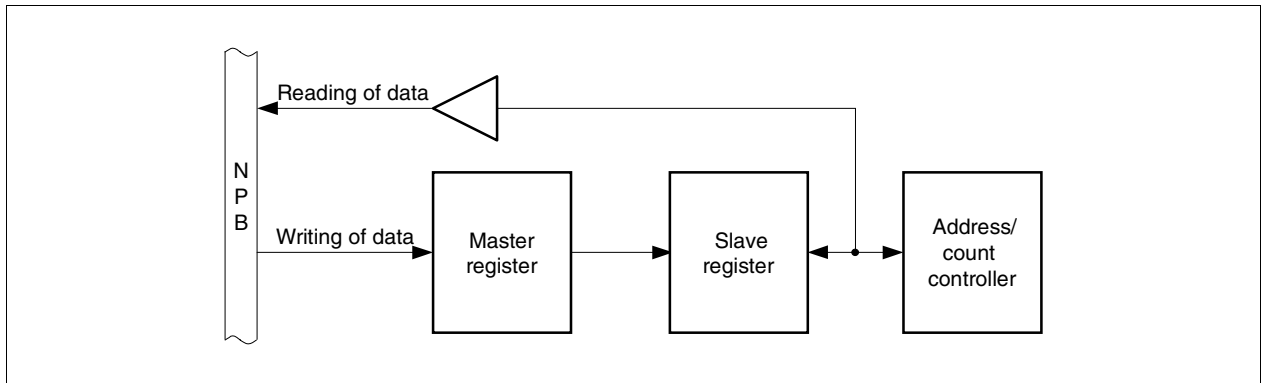 Reading of data
N
P
B
Writing of data
Master
register
Slave
register
Address/
count
controller